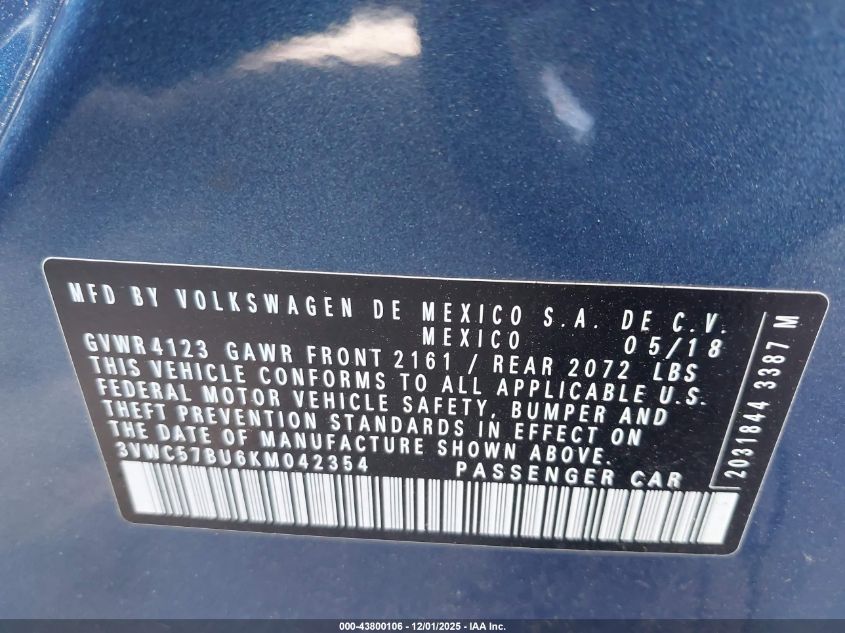 MFD BY VOLKSWAGEN DE MEXICO S.A. DE C.V.
MEXICO 05/18
GVWR 4123 GAWR FRONT 2161 / REAR 2072 LBS
THIS VEHICLE CONFORMS TO ALL APPLICABLE U.S.
FEDERAL MOTOR VEHICLE SAFETY, BUMPER AND
THEFT PREVENTION STANDARDS IN EFFECT ON
THE DATE OF MANUFACTURE SHOWN ABOVE.
3VWC57BU6KM042354 PASSENGER CAR
2031844 3387 M
000-43800106 - 12/01/2025 - IAA Inc.